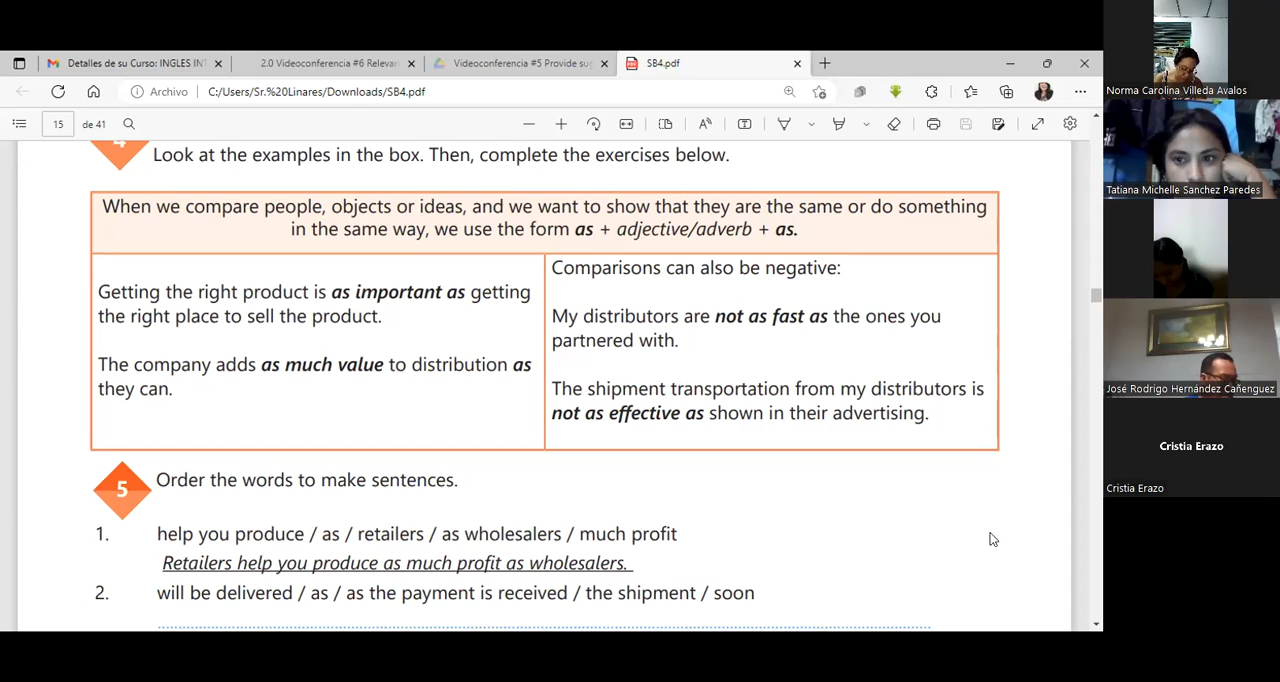 Detalles de su Curso: INGLES INT
2.0 Videoconferencia #6 Relevan
Videoconferencia #5 Provide sug
SB4.pdf
Archivo
C:/Users/Sr.%20Linares/Downloads/SB4.pdf
15 de 41
4
Look at the examples in the box. Then, complete the exercises below.
When we compare people, objects or ideas, and we want to show that they are the same or do something
in the same way, we use the form as + adjective/adverb + as.
Getting the right product is as important as getting
the right place to sell the product.
The company adds as much value to distribution as
they can.
Comparisons can also be negative:
My distributors are not as fast as the ones you
partnered with.
The shipment transportation from my distributors is
not as effective as shown in their advertising.
5
Order the words to make sentences.
1. help you produce / as / retailers / as wholesalers / much profit
Retailers help you produce as much profit as wholesalers.
2. will be delivered / as / as the payment is received / the shipment / soon
Norma Carolina Villeda Avalos
Tatiana Michelle Sanchez Paredes
José Rodrigo Hernández Cañenguez
Cristia Erazo
Cristia Erazo